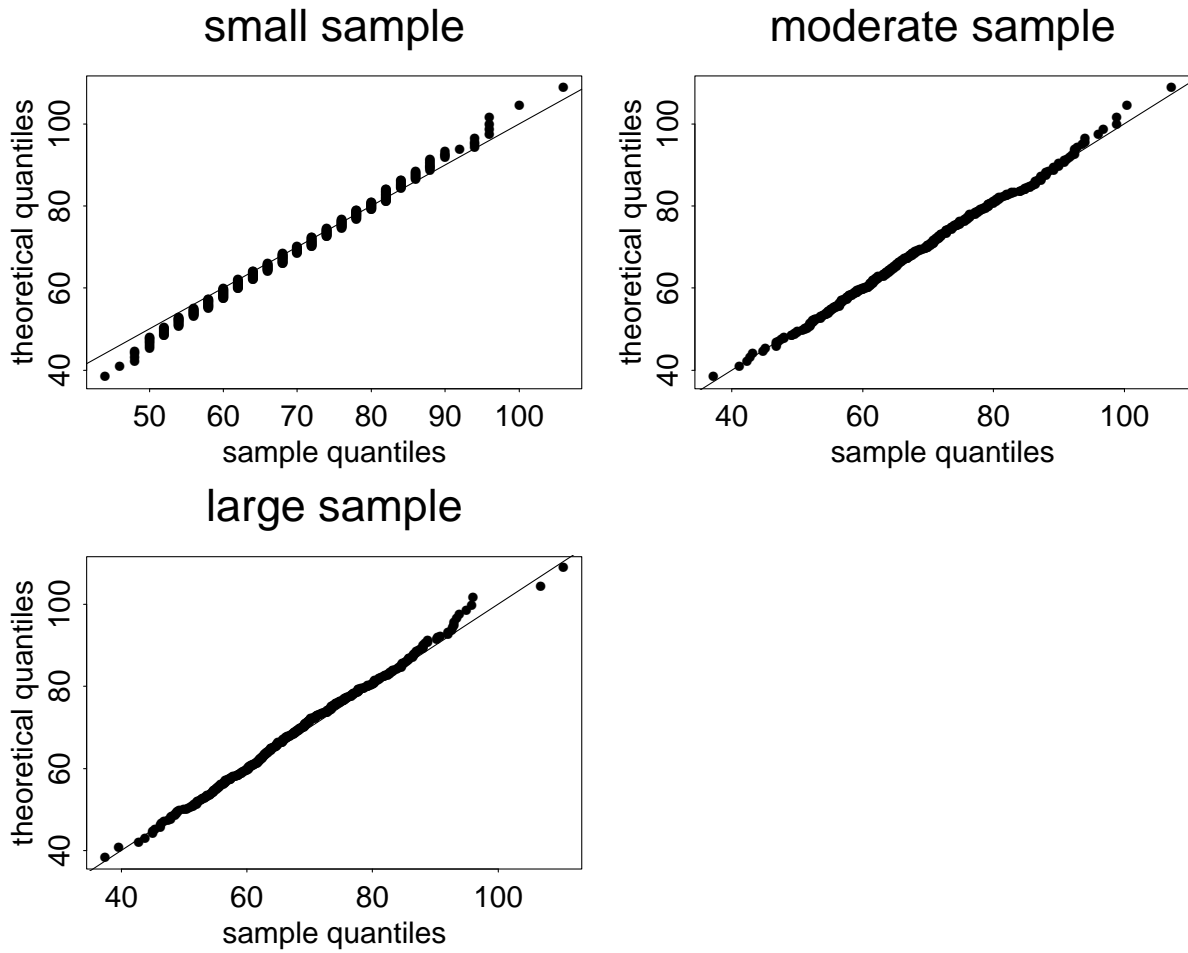 small sample
theoretical quantiles
100
80
60
40
50 60 70 80 90 100
sample quantiles
moderate sample
theoretical quantiles
100
80
60
40
40 60 80 100
sample quantiles
large sample
theoretical quantiles
100
80
60
40
40 60 80 100
sample quantiles